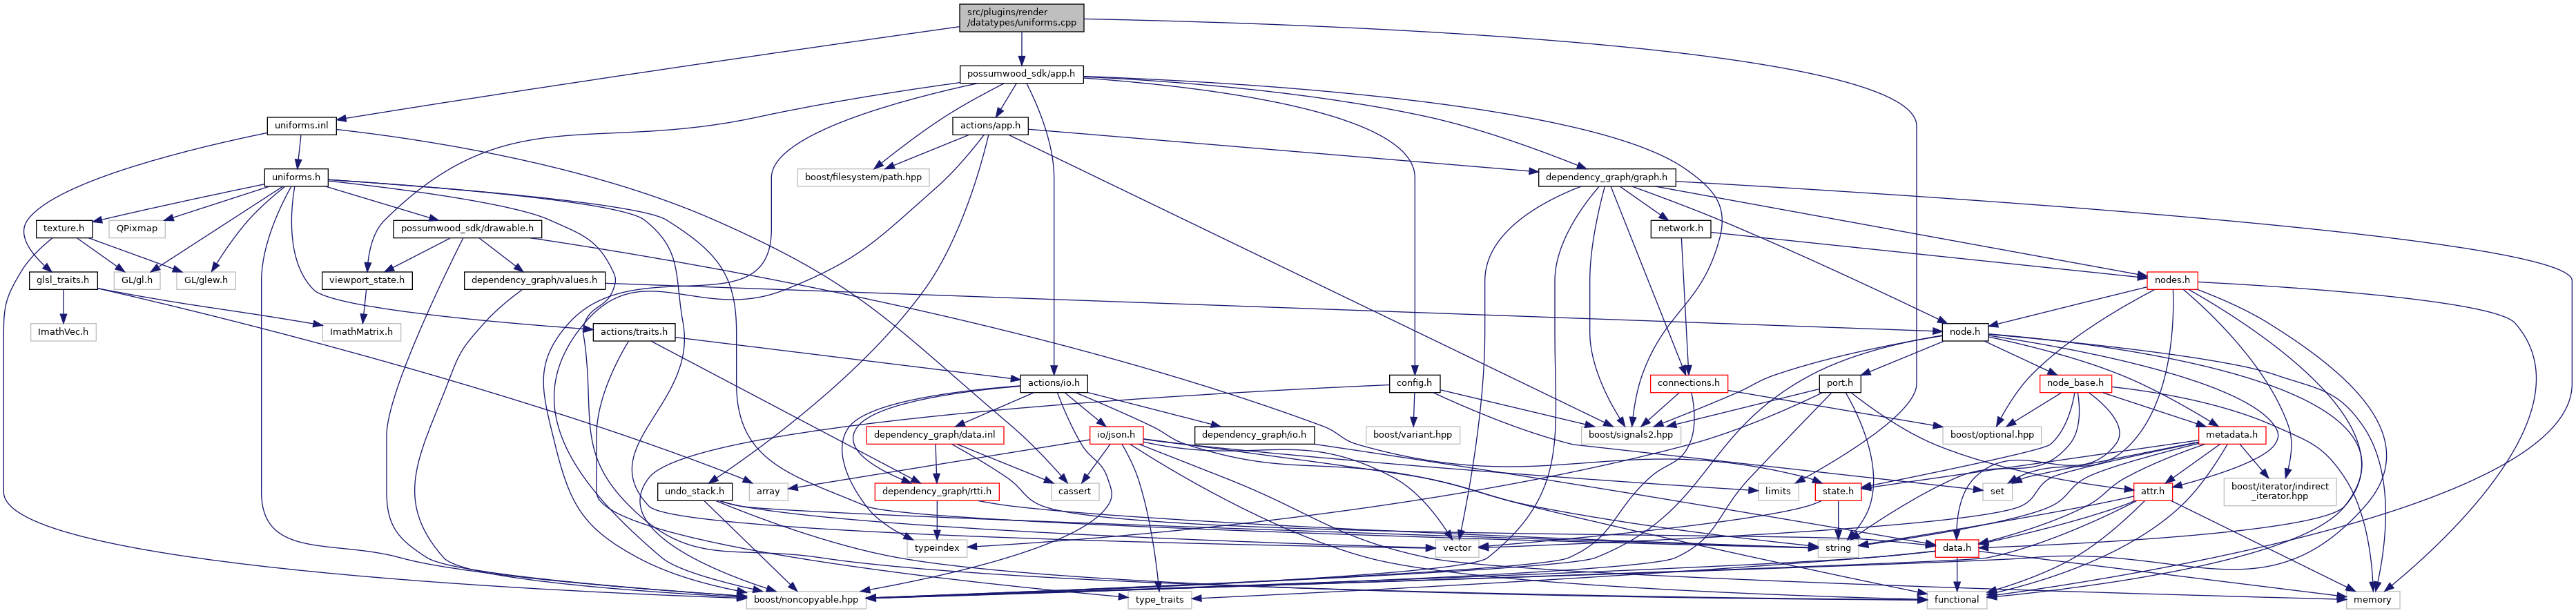 src/plugins/render
/datatypes/uniforms.cpp
possumwood_sdk/app.h
uniforms.inl
actions/app.h
uniforms.h
boost/filesystem/path.hpp
dependency_graph/graph.h
texture.h
QPixmap
possumwood_sdk/drawable.h
network.h
glsl_traits.h
GL/gl.h
GL/glew.h
viewport_state.h
dependency_graph/values.h
nodes.h
ImathVec.h
ImathMatrix.h
actions/traits.h
node.h
actions/io.h
config.h
connections.h
port.h
node_base.h
dependency_graph/data.inl
io/json.h
dependency_graph/io.h
boost/variant.hpp
boost/signals2.hpp
boost/optional.hpp
metadata.h
undo_stack.h
array
dependency_graph/rtti.h
cassert
limits
state.h
set
attr.h
boost/iterator/indirect
_iterator.hpp
typeindex
vector
string
data.h
boost/noncopyable.hpp
type_traits
functional
memory